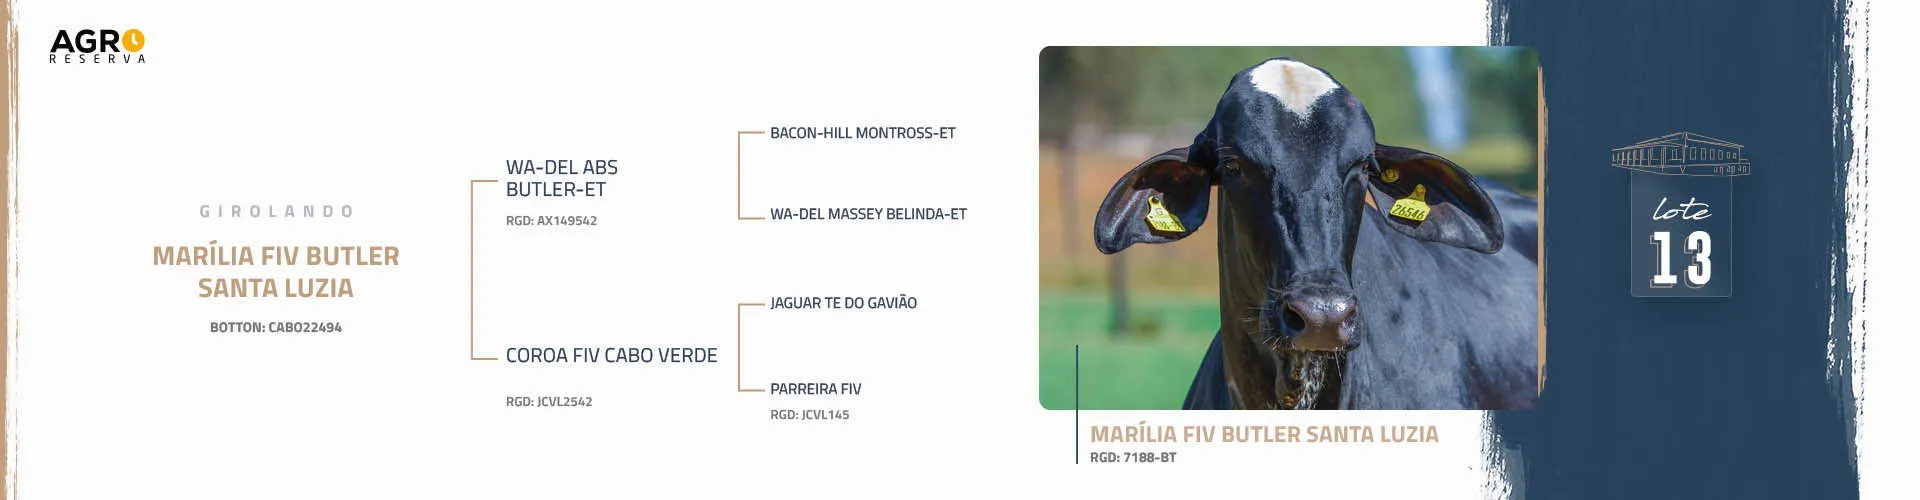 AGRO
RESERVA
GIROLANDO
MARÍLIA FIV BUTLER
SANTA LUZIA
BOTTON: CABO22494
WA-DEL ABS
BUTLER-ET
RGD: AX149542
COROA FIV CABO VERDE
RGD: JCVL2542
BACON-HILL MONTROSS-ET
WA-DEL MASSEY BELINDA-ET
JAGUAR TE DO GAVIÃO
PARREIRA FIV
RGD: JCVL145
26546
MARÍLIA FIV BUTLER SANTA LUZIA
RGD: 7188-BT
lote
13